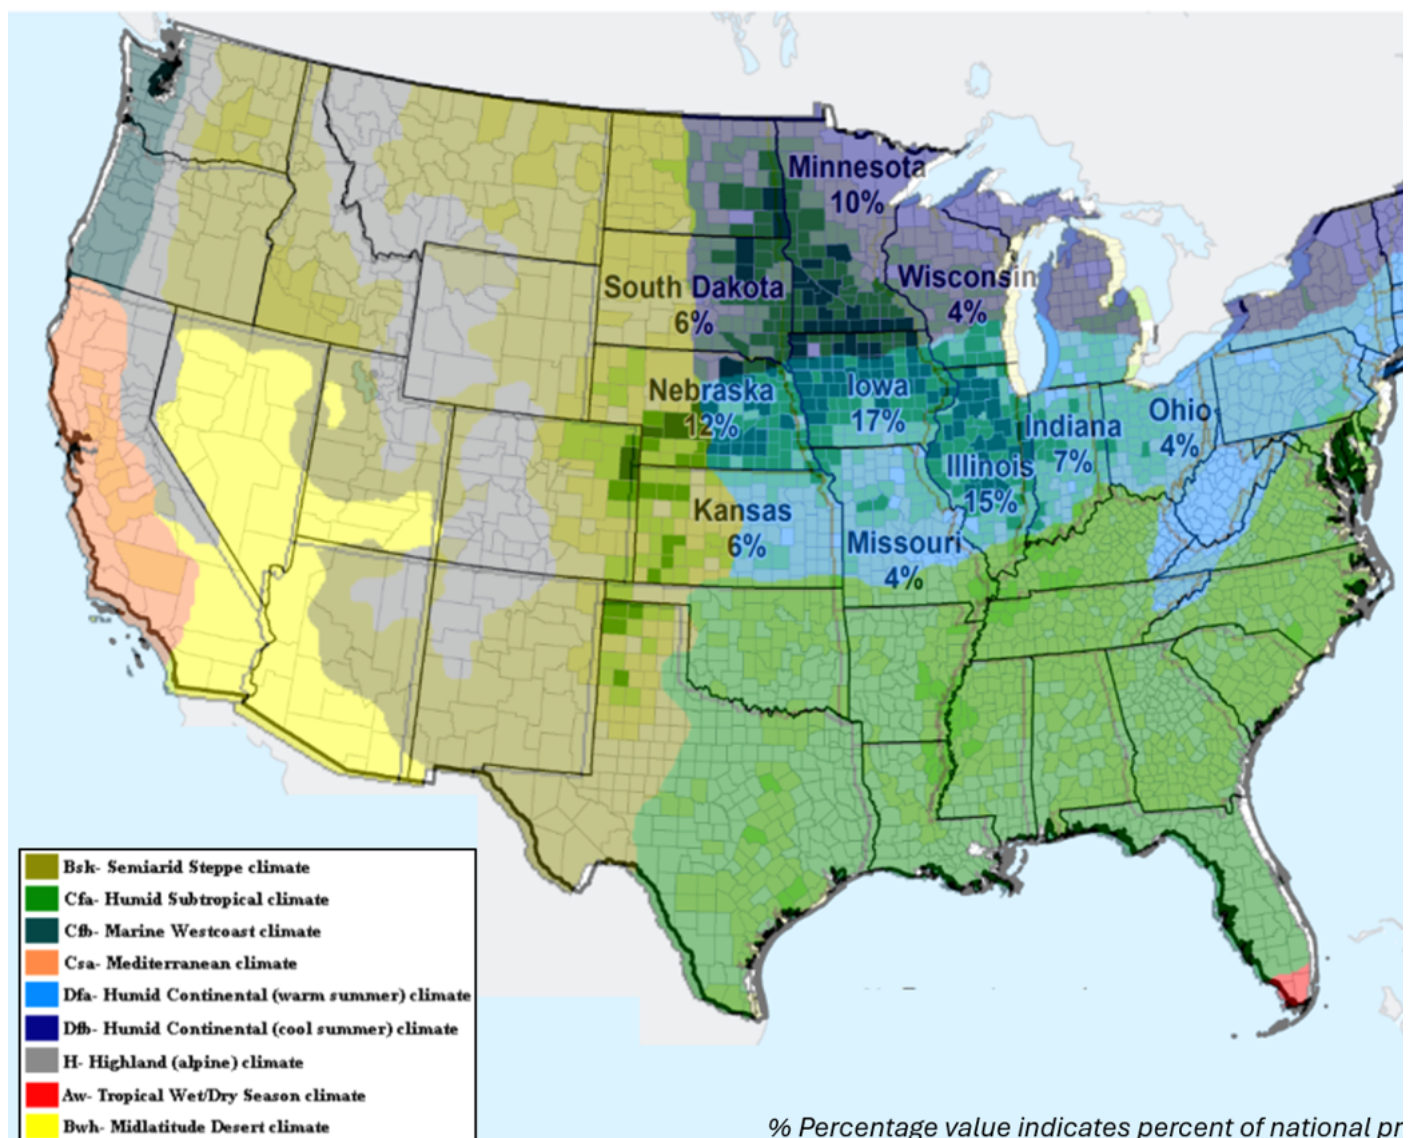 Minnesota
10%
Wisconsin
4%
South Dakota
6%
Nebraska
12%
Iowa
17%
Ohio
4%
Indiana
7%
Illinois
15%
Kansas
6%
Missouri
4%
Bsk- Semiarid Steppe climate
Cfa- Humid Subtropical climate
Cfb- Marine Westcoast climate
Csa- Mediterranean climate
Dfa- Humid Continental (warm summer) climate
Dfb- Humid Continental (cool summer) climate
H- Highland (alpine) climate
Aw- Tropical Wet/Dry Season climate
Bwh- Midlatitude Desert climate
% Percentage value indicates percent of national pr